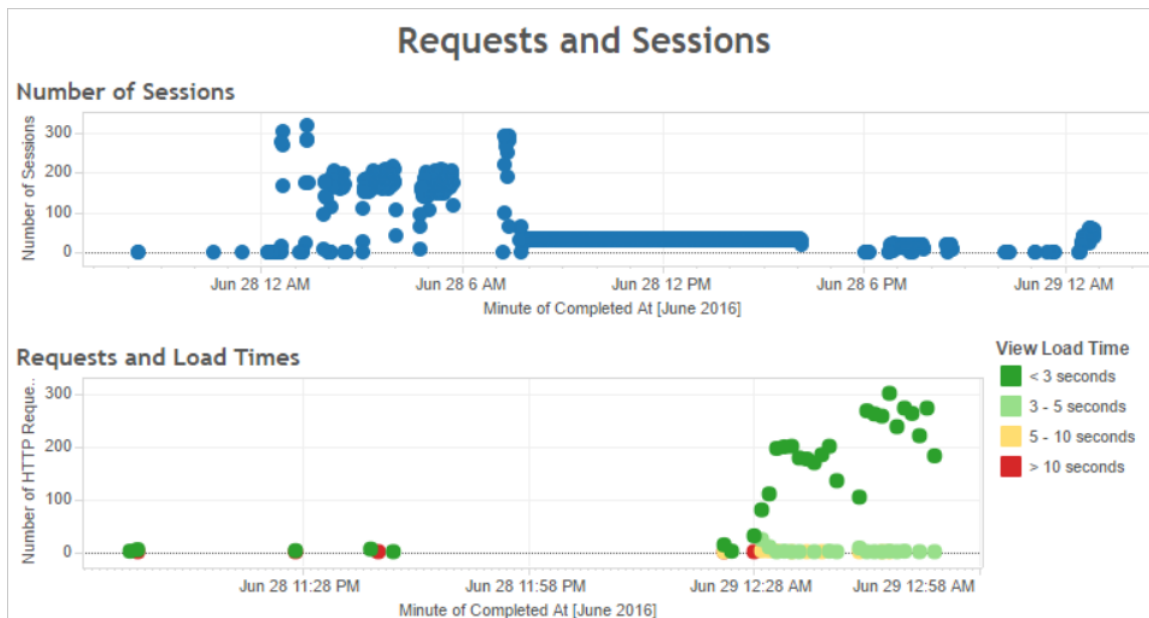 Requests and Sessions
Number of Sessions
Number of Sessions
300
200
100
0
Jun 28 12 AM Jun 28 6 AM Jun 28 12 PM Jun 28 6 PM Jun 29 12 AM
Minute of Completed At [June 2016]
Requests and Load Times
Number of HTTP Reque..
300
200
100
0
Jun 28 11:28 PM Jun 28 11:58 PM Jun 29 12:28 AM Jun 29 12:58 AM
Minute of Completed At [June 2016]
View Load Time
< 3 seconds
3 - 5 seconds
5 - 10 seconds
> 10 seconds